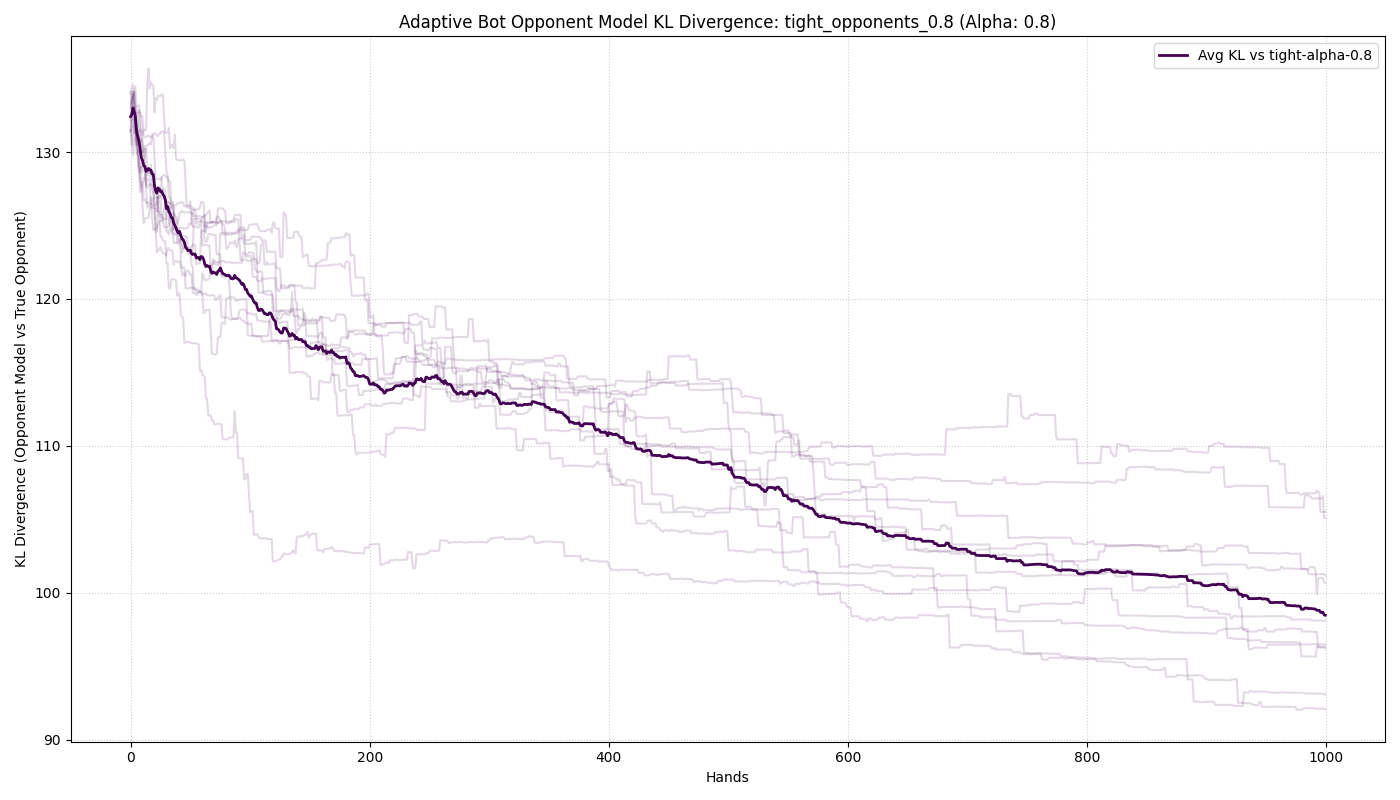 Adaptive Bot Opponent Model KL Divergence: tight_opponents_0.8 (Alpha: 0.8)
Avg KL vs tight-alpha-0.8
KL Divergence (Opponent Model vs True Opponent)
130
120
110
100
90
0 200 400 600 800 1000
Hands